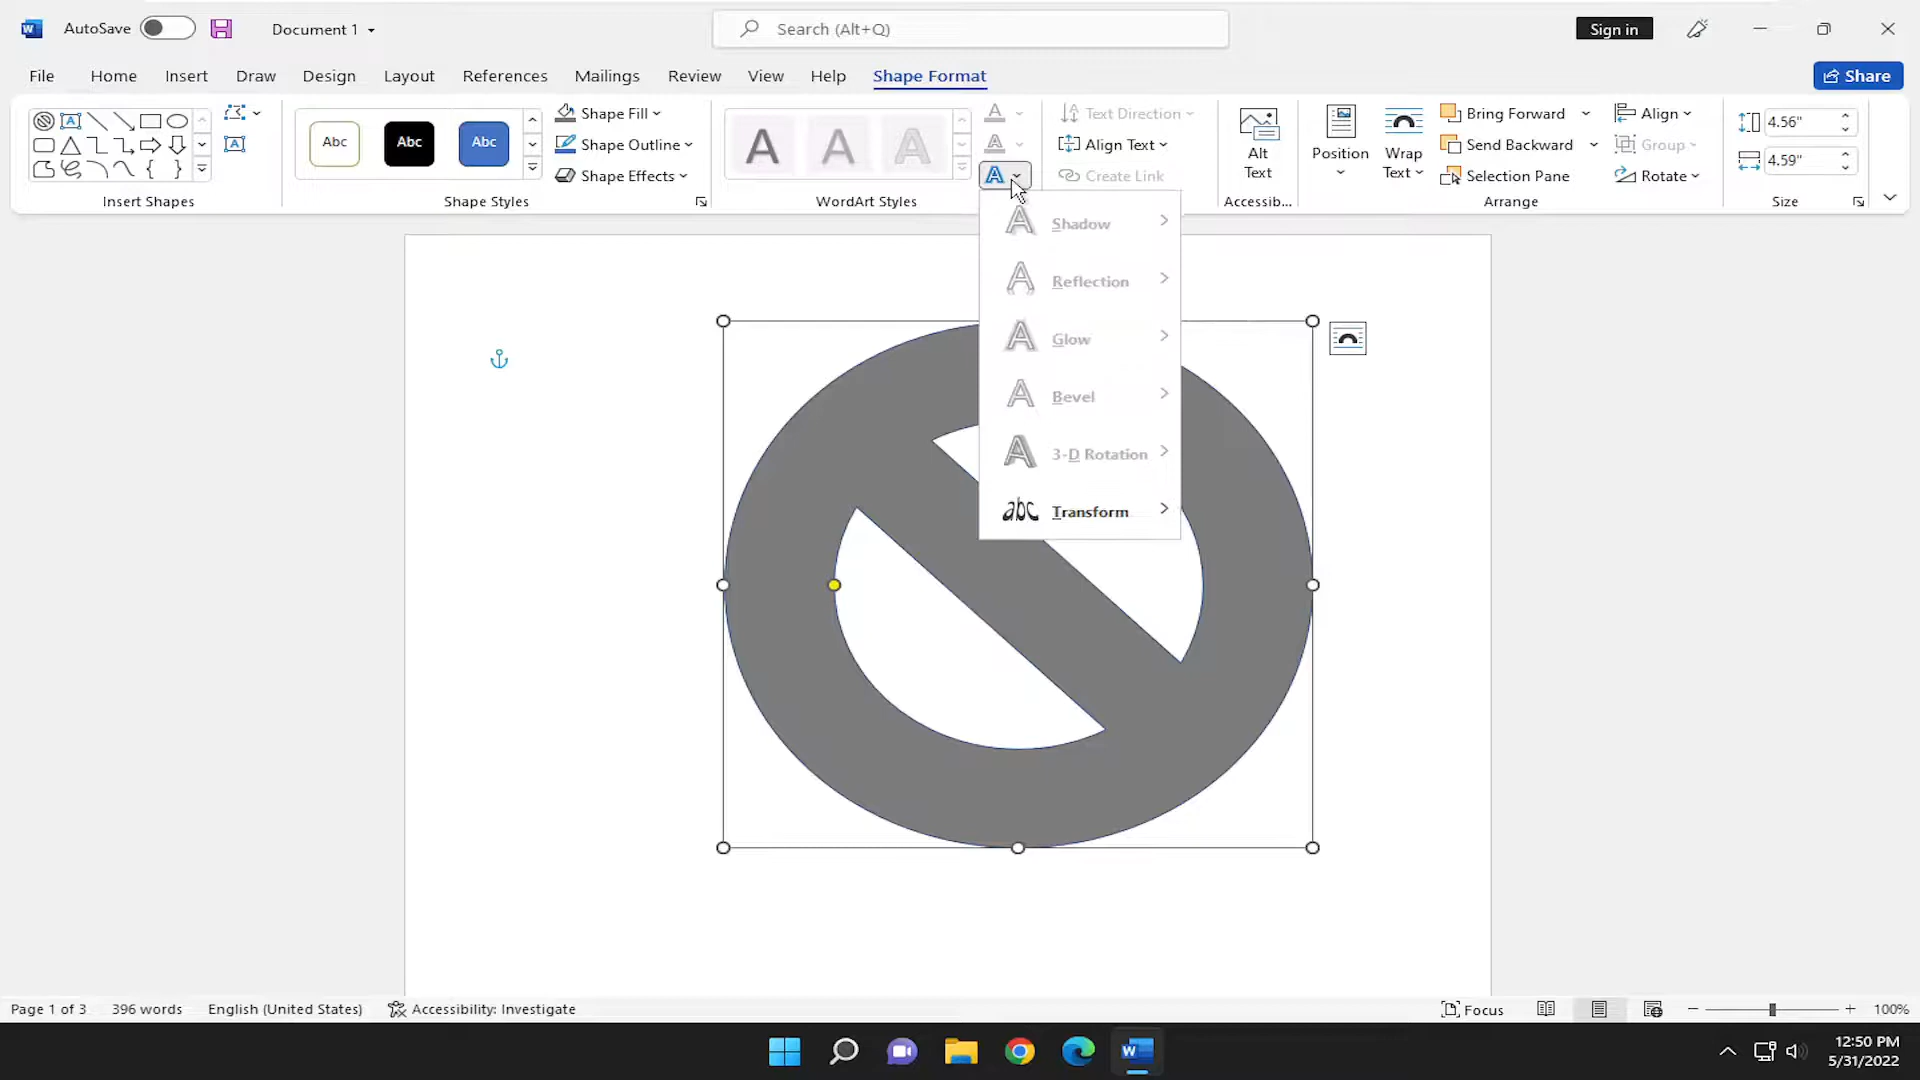 AutoSave
Document 1
Search (Alt+Q)
Sign in
File Home Insert Draw Design Layout References Mailings Review View Help Shape Format
Share
Abc Abc Abc
Shape Fill
Shape Outline
Shape Effects
A A A
Text Direction
Align Text
Create Link
Alt
Text
Position
Wrap
Text
Bring Forward
Send Backward
Selection Pane
Align
Group
Rotate
4.56"
4.59"
Insert Shapes Shape Styles WordArt Styles Accessib... Arrange Size
Shadow
Reflection
Glow
Bevel
3-D Rotation
abc Transform
Page 1 of 3 396 words English (United States) Accessibility: Investigate Focus 100%
12:50 PM
5/31/2022